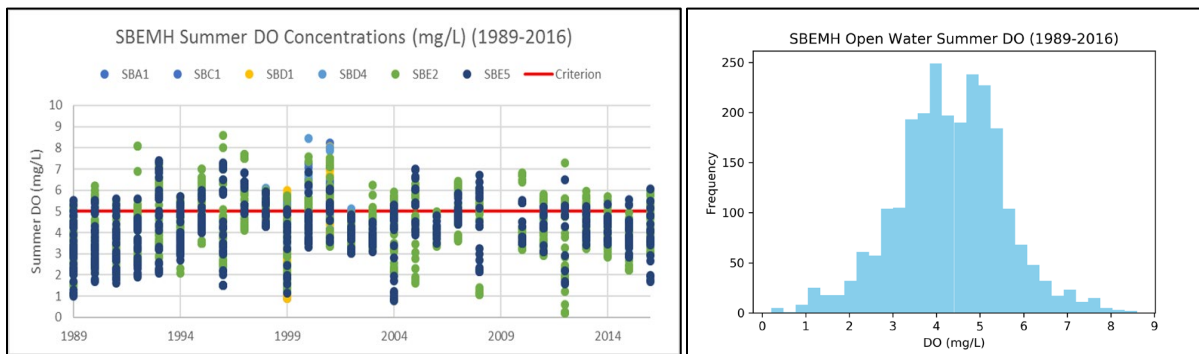 SBEMH Summer DO Concentrations (mg/L) (1989-2016)
SBA1 SBC1 SBD1 SBD4 SBE2 SBE5 Criterion
Summer DO (mg/L)
10
9
8
7
6
5
4
3
2
1
0
1989 1994 1999 2004 2009 2014
SBEMH Open Water Summer DO (1989-2016)
Frequency
250
200
150
100
50
0
0 1 2 3 4 5 6 7 8 9
DO (mg/L)